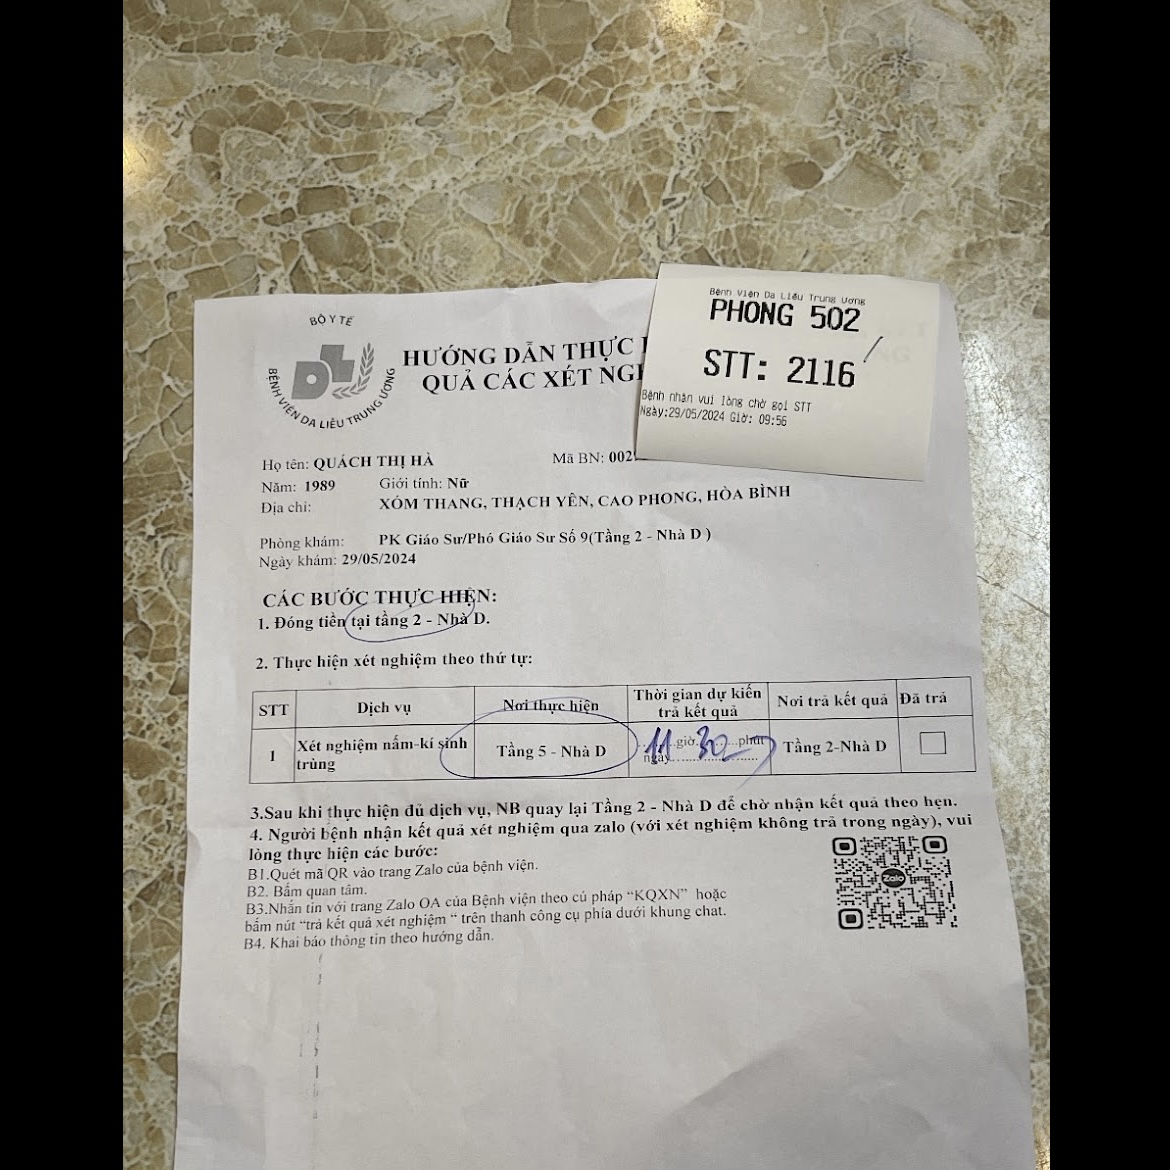 BỘ Y TẾ
BỆNH VIỆN DA LIỄU TRUNG ƯƠNG
HƯỚNG DẪN THỰC
QUẢ CÁC XÉT
Bệnh Viện Da Liễu Trung Ương
PHONG 502
STT: 2116
Bệnh nhân vui lòng chờ gọi STT
Ngày:29/05/2024 Giờ: 09:56
Họ tên: QUÁCH THỊ HÀ Mã BN: 002
Năm: 1989 Giới tính: Nữ
Địa chỉ: XÓM THANG, THẠCH YÊN, CAO PHONG, HÒA BÌNH
Phòng khám: PK Giáo Sư/Phó Giáo Sư Số 9(Tầng 2 - Nhà D )
Ngày khám: 29/05/2024
CÁC BƯỚC THỰC HIỆN:
1. Đóng tiền tại tầng 2 - Nhà D.
2. Thực hiện xét nghiệm theo thứ tự:
STT Dịch vụ Nơi thực hiện Thời gian dự kiến trả kết quả Nơi trả kết quả Đã trả
1 Xét nghiệm nấm-kí sinh trùng Tầng 5 - Nhà D 11 giờ 30 phút Tầng 2-Nhà D
ngày
3.Sau khi thực hiện đủ dịch vụ, NB quay lại Tầng 2 - Nhà D để chờ nhận kết quả theo hẹn.
4. Người bệnh nhận kết quả xét nghiệm qua zalo (với xét nghiệm không trả trong ngày), vui
lòng thực hiện các bước:
B1.Quét mã QR vào trang Zalo của bệnh viện.
B2. Bấm quan tâm.
B3.Nhắn tin với trang Zalo OA của Bệnh viện theo cú pháp “KQXN” hoặc
bấm nút “trả kết quả xét nghiệm “ trên thanh công cụ phía dưới khung chat.
B4. Khai báo thông tin theo hướng dẫn.
Zalo